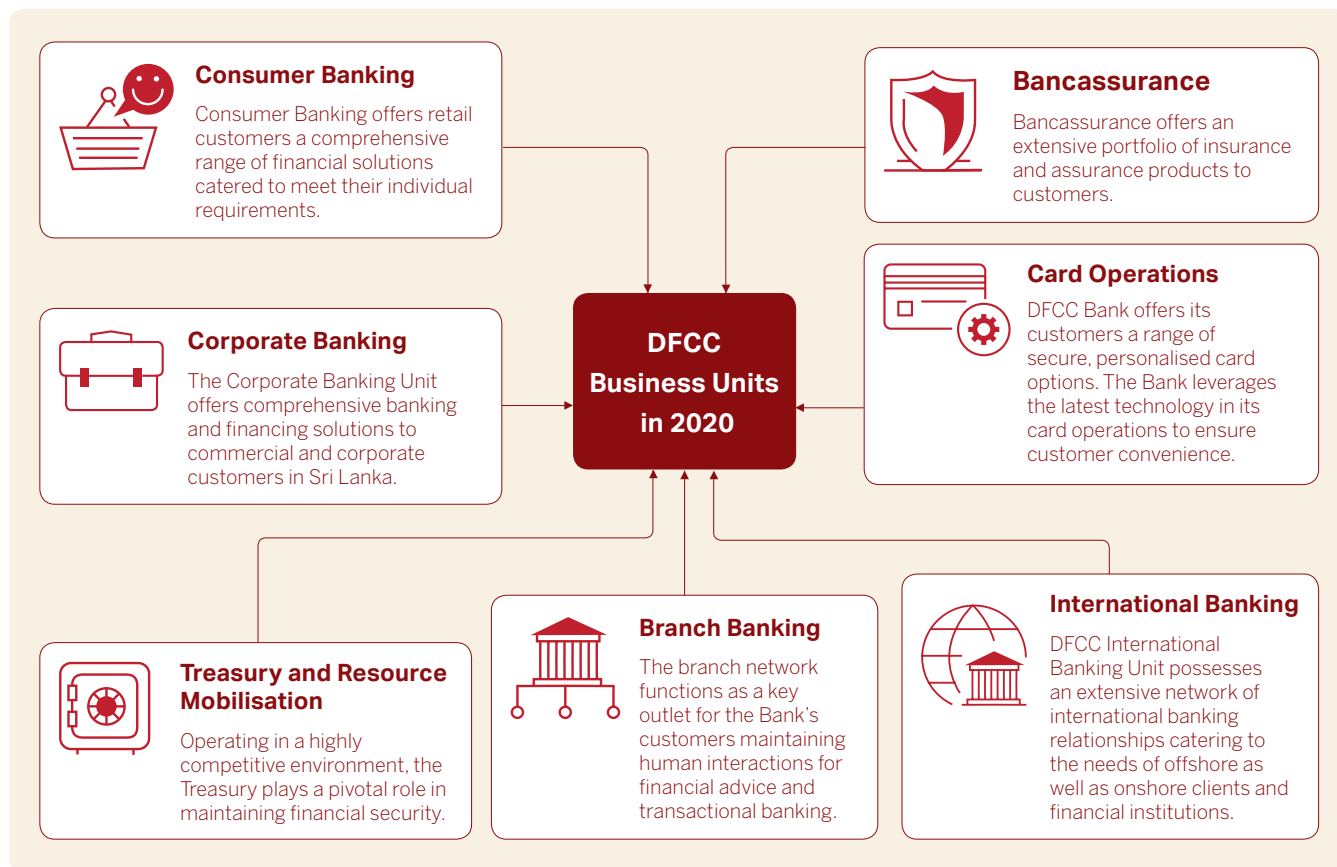 Consumer Banking
Consumer Banking offers retail
customers a comprehensive
range of financial solutions
catered to meet their individual
requirements.
Bancassurance
Bancassurance offers an
extensive portfolio of insurance
and assurance products to
customers.
Corporate Banking
The Corporate Banking Unit
offers comprehensive banking
and financing solutions to
commercial and corporate
customers in Sri Lanka.
DFCC
Business Units
in 2020
Card Operations
DFCC Bank offers its
customers a range of
secure, personalised card
options. The Bank leverages
the latest technology in its
card operations to ensure
customer convenience.
Treasury and Resource
Mobilisation
Operating in a highly
competitive environment, the
Treasury plays a pivotal role in
maintaining financial security.
Branch Banking
The branch network
functions as a key
outlet for the Bank’s
customers maintaining
human interactions for
financial advice and
transactional banking.
International Banking
DFCC International
Banking Unit possesses
an extensive network of
international banking
relationships catering to
the needs of offshore as
well as onshore clients and
financial institutions.